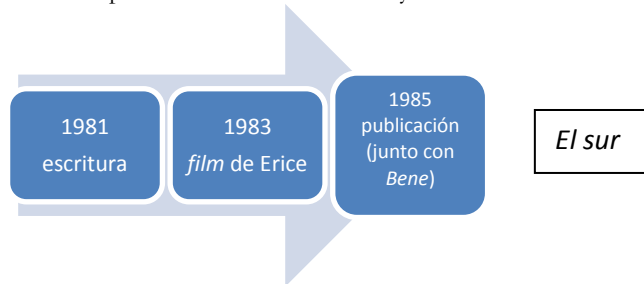 1981
escritura
1983
film de Erice
1985
publicación
(junto con
Bene)
El sur